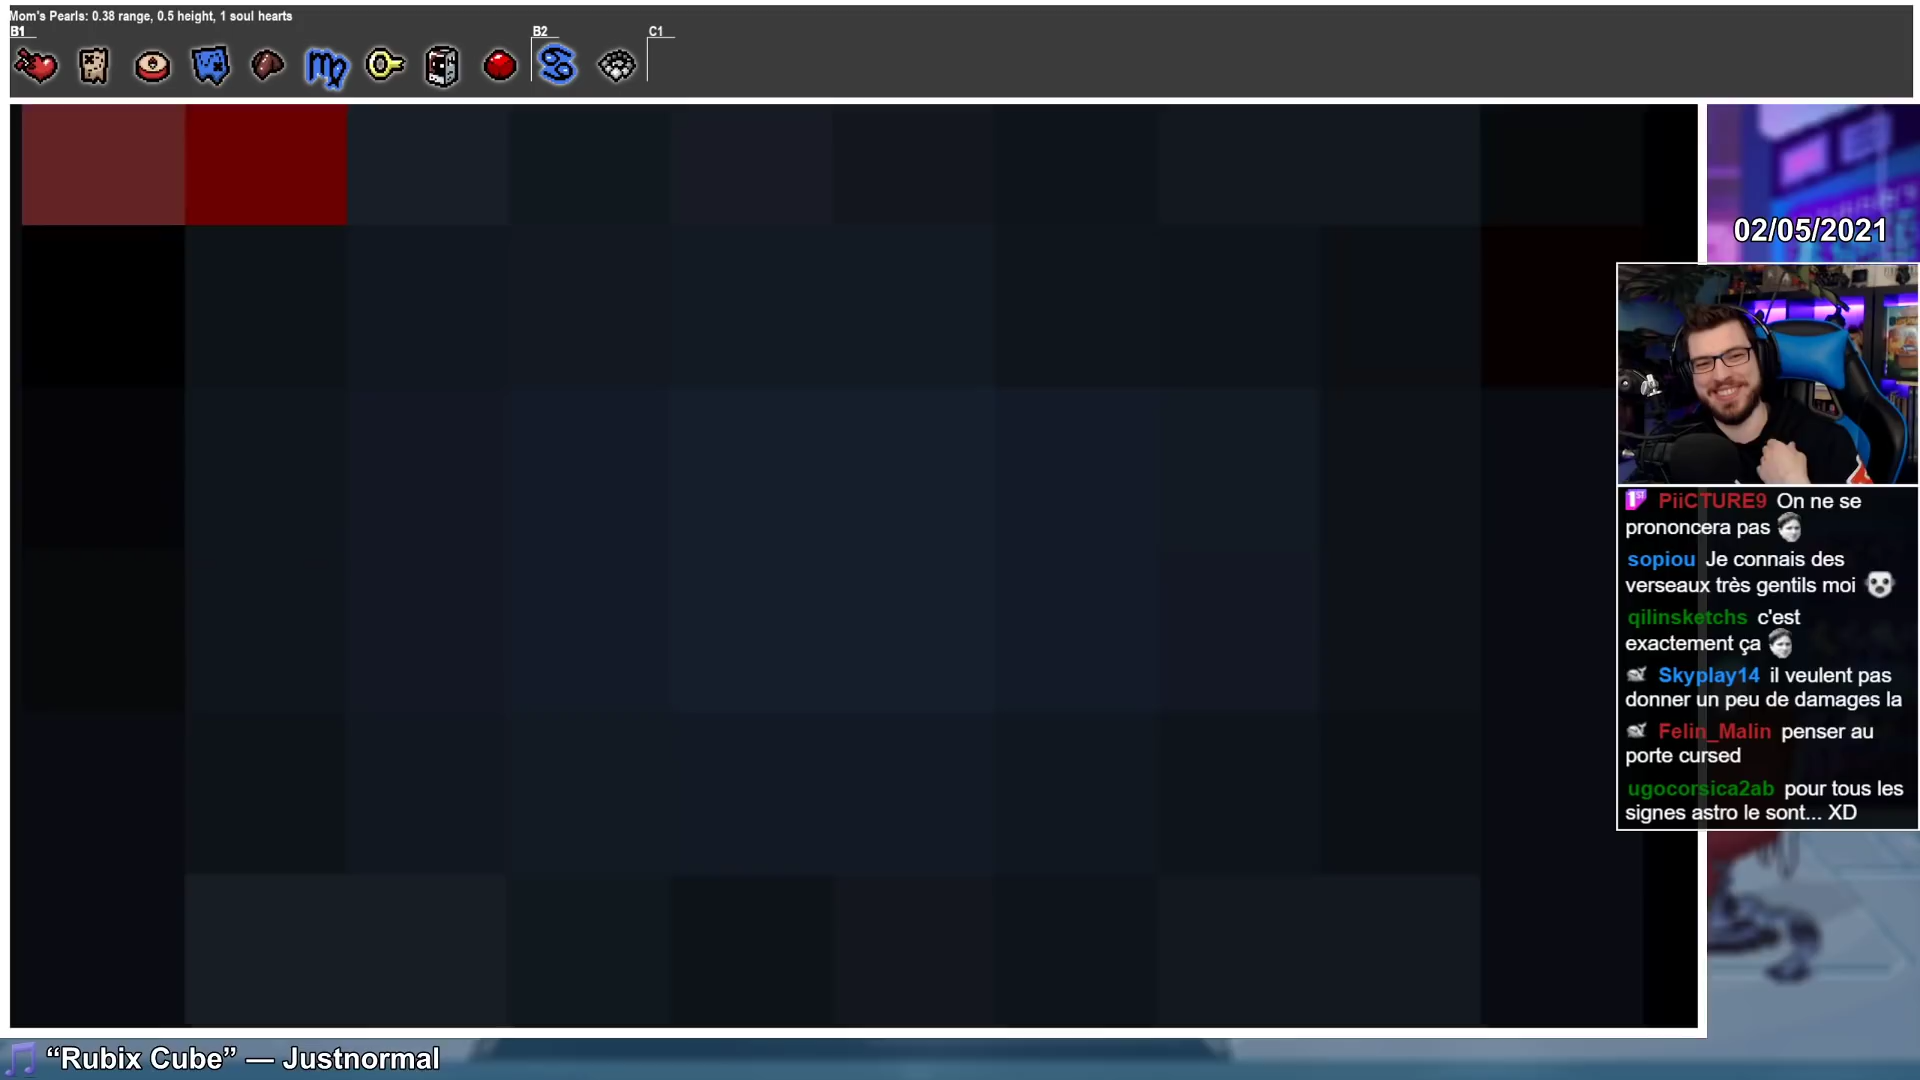 Mom's Pearls: 0.38 range, 0.5 height, 1 soul hearts
B1
B2
C1
02/05/2021
PiiCTURE9 On ne se
prononcera pas
sopiou Je connais des
verseaux très gentils moi
qilinsketchs c'est
exactement ça
Skyplay14 il veulent pas
donner un peu de damages la
Felin_Malin penser au
porte cursed
ugocorsica2ab pour tous les
signes astro le sont... XD
“Rubix Cube” — Justnormal